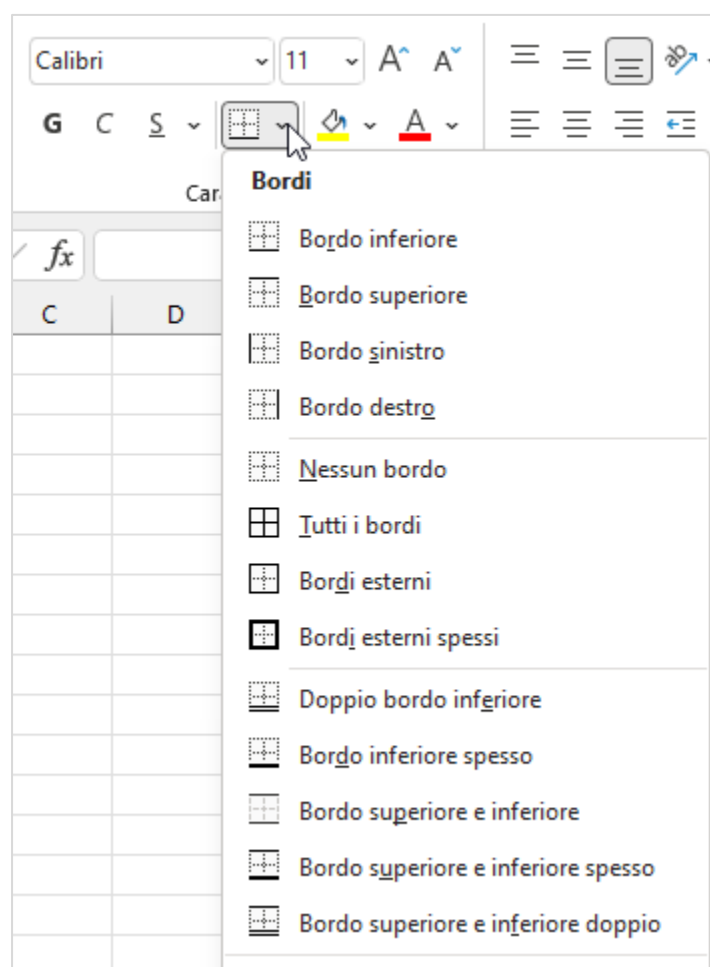 Calibri 11 A A
G C S A
Car
Bordi
fx
C D
Bordo inferiore
Bordo superiore
Bordo sinistro
Bordo destro
Nessun bordo
Tutti i bordi
Bordi esterni
Bordi esterni spessi
Doppio bordo inferiore
Bordo inferiore spesso
Bordo superiore e inferiore
Bordo superiore e inferiore spesso
Bordo superiore e inferiore doppio